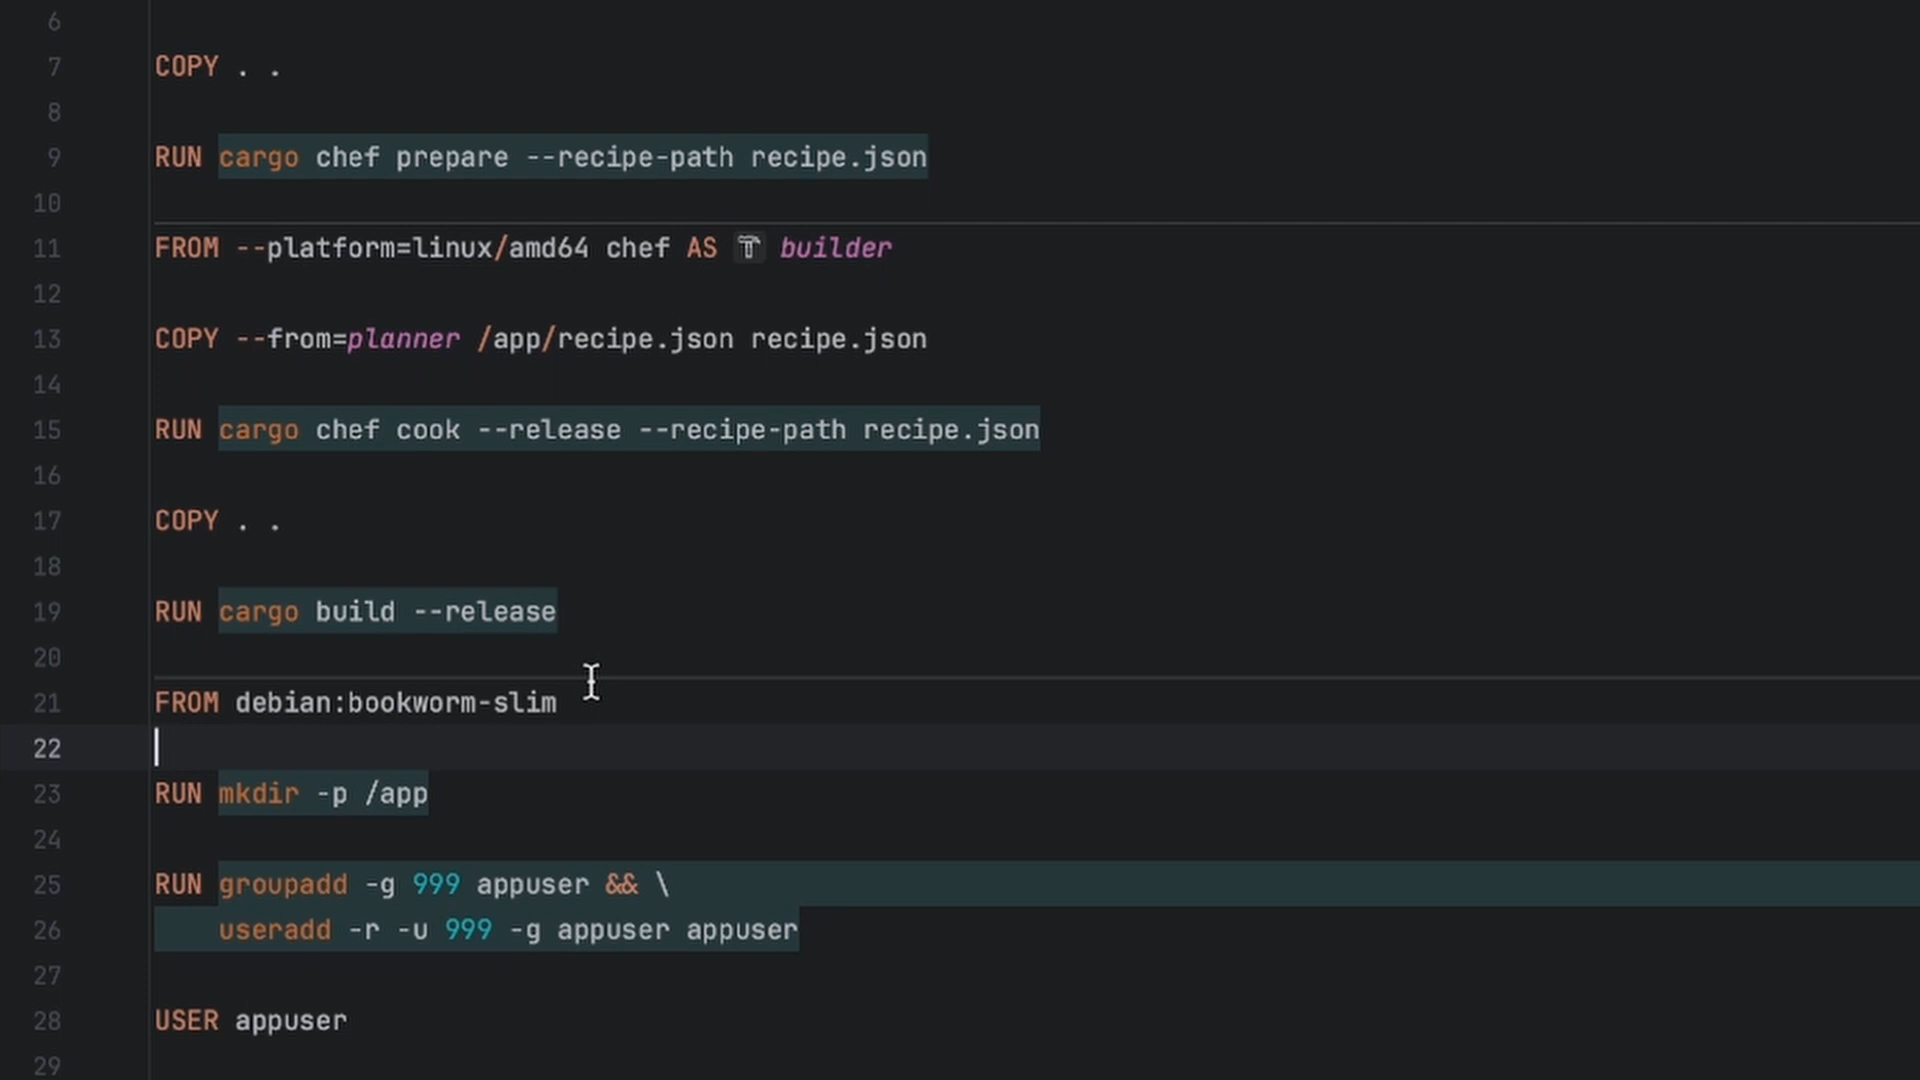 6
7 COPY . .
8
9 RUN cargo chef prepare --recipe-path recipe.json
10
11 FROM --platform=linux/amd64 chef AS builder
12
13 COPY --from=planner /app/recipe.json recipe.json
14
15 RUN cargo chef cook --release --recipe-path recipe.json
16
17 COPY . .
18
19 RUN cargo build --release
20
21 FROM debian:bookworm-slim
22
23 RUN mkdir -p /app
24
25 RUN groupadd -g 999 appuser && \
26     useradd -r -u 999 -g appuser appuser
27
28 USER appuser
29